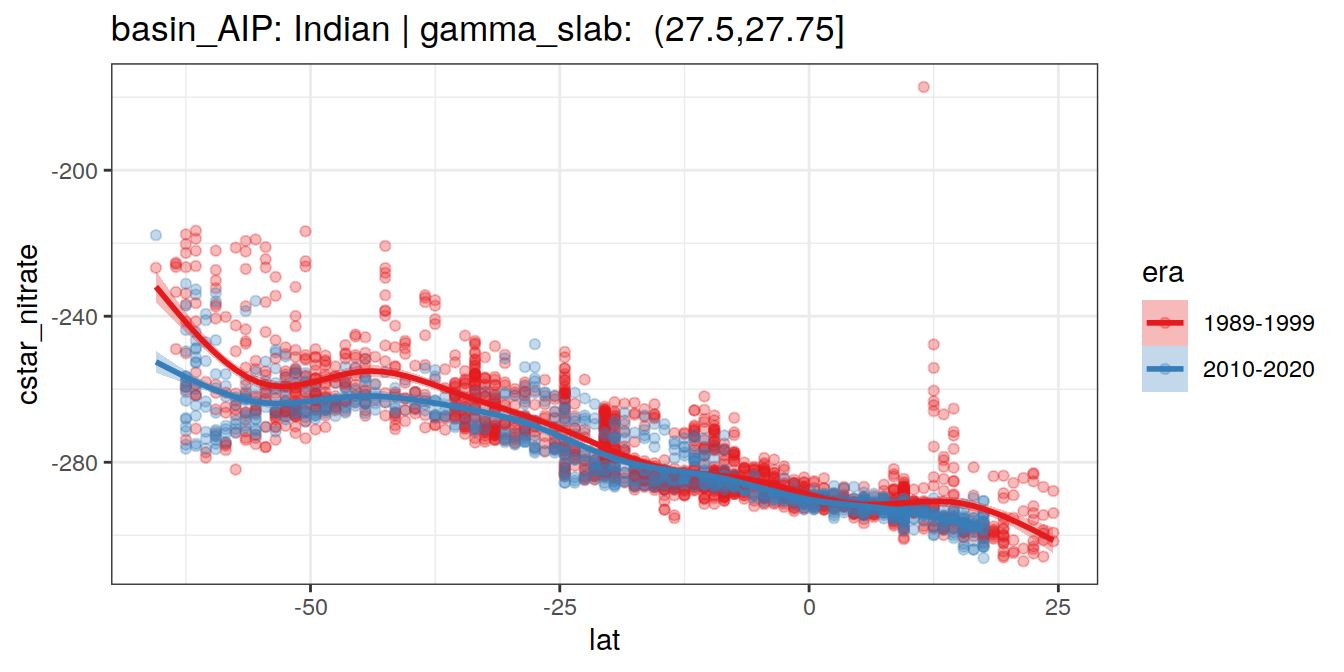 basin_AIP: Indian | gamma_slab:  (27.5,27.75]
cstar_nitrate
-200
-240
-280
-50
-25
0
25
lat
era
1989-1999
2010-2020